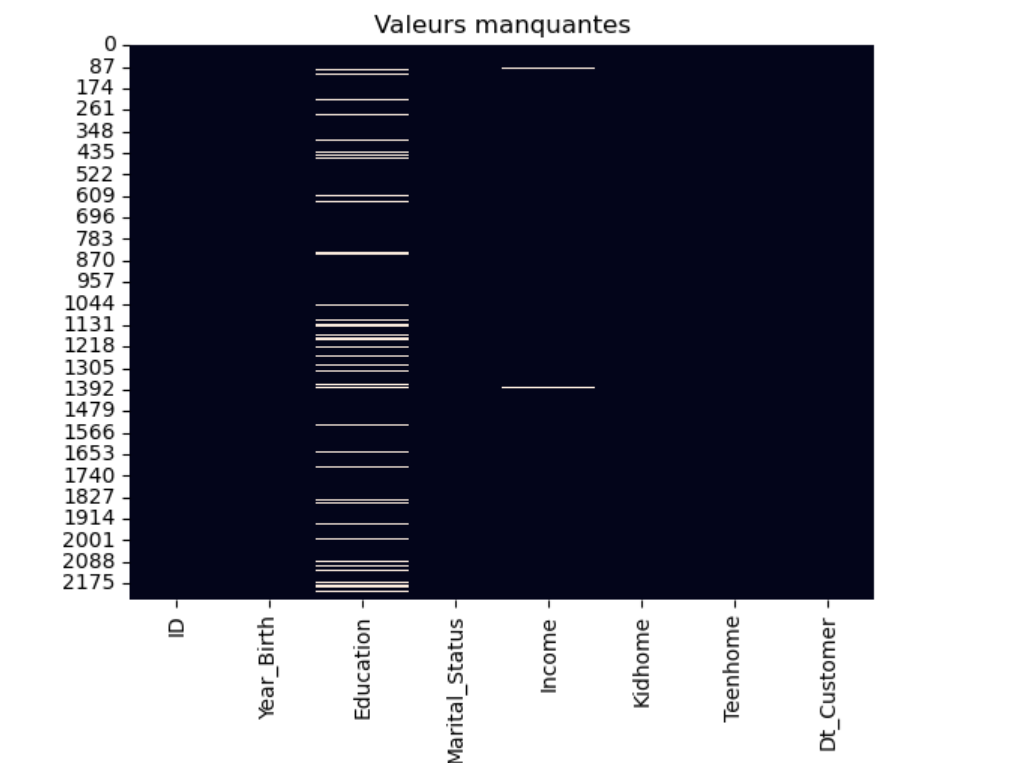 Valeurs manquantes
0
87
174
261
348
435
522
609
696
783
870
957
1044
1131
1218
1305
1392
1479
1566
1653
1740
1827
1914
2001
2088
2175
ID
Year_Birth
Education
Marital_Status
Income
Kidhome
Teenhome
Dt_Customer